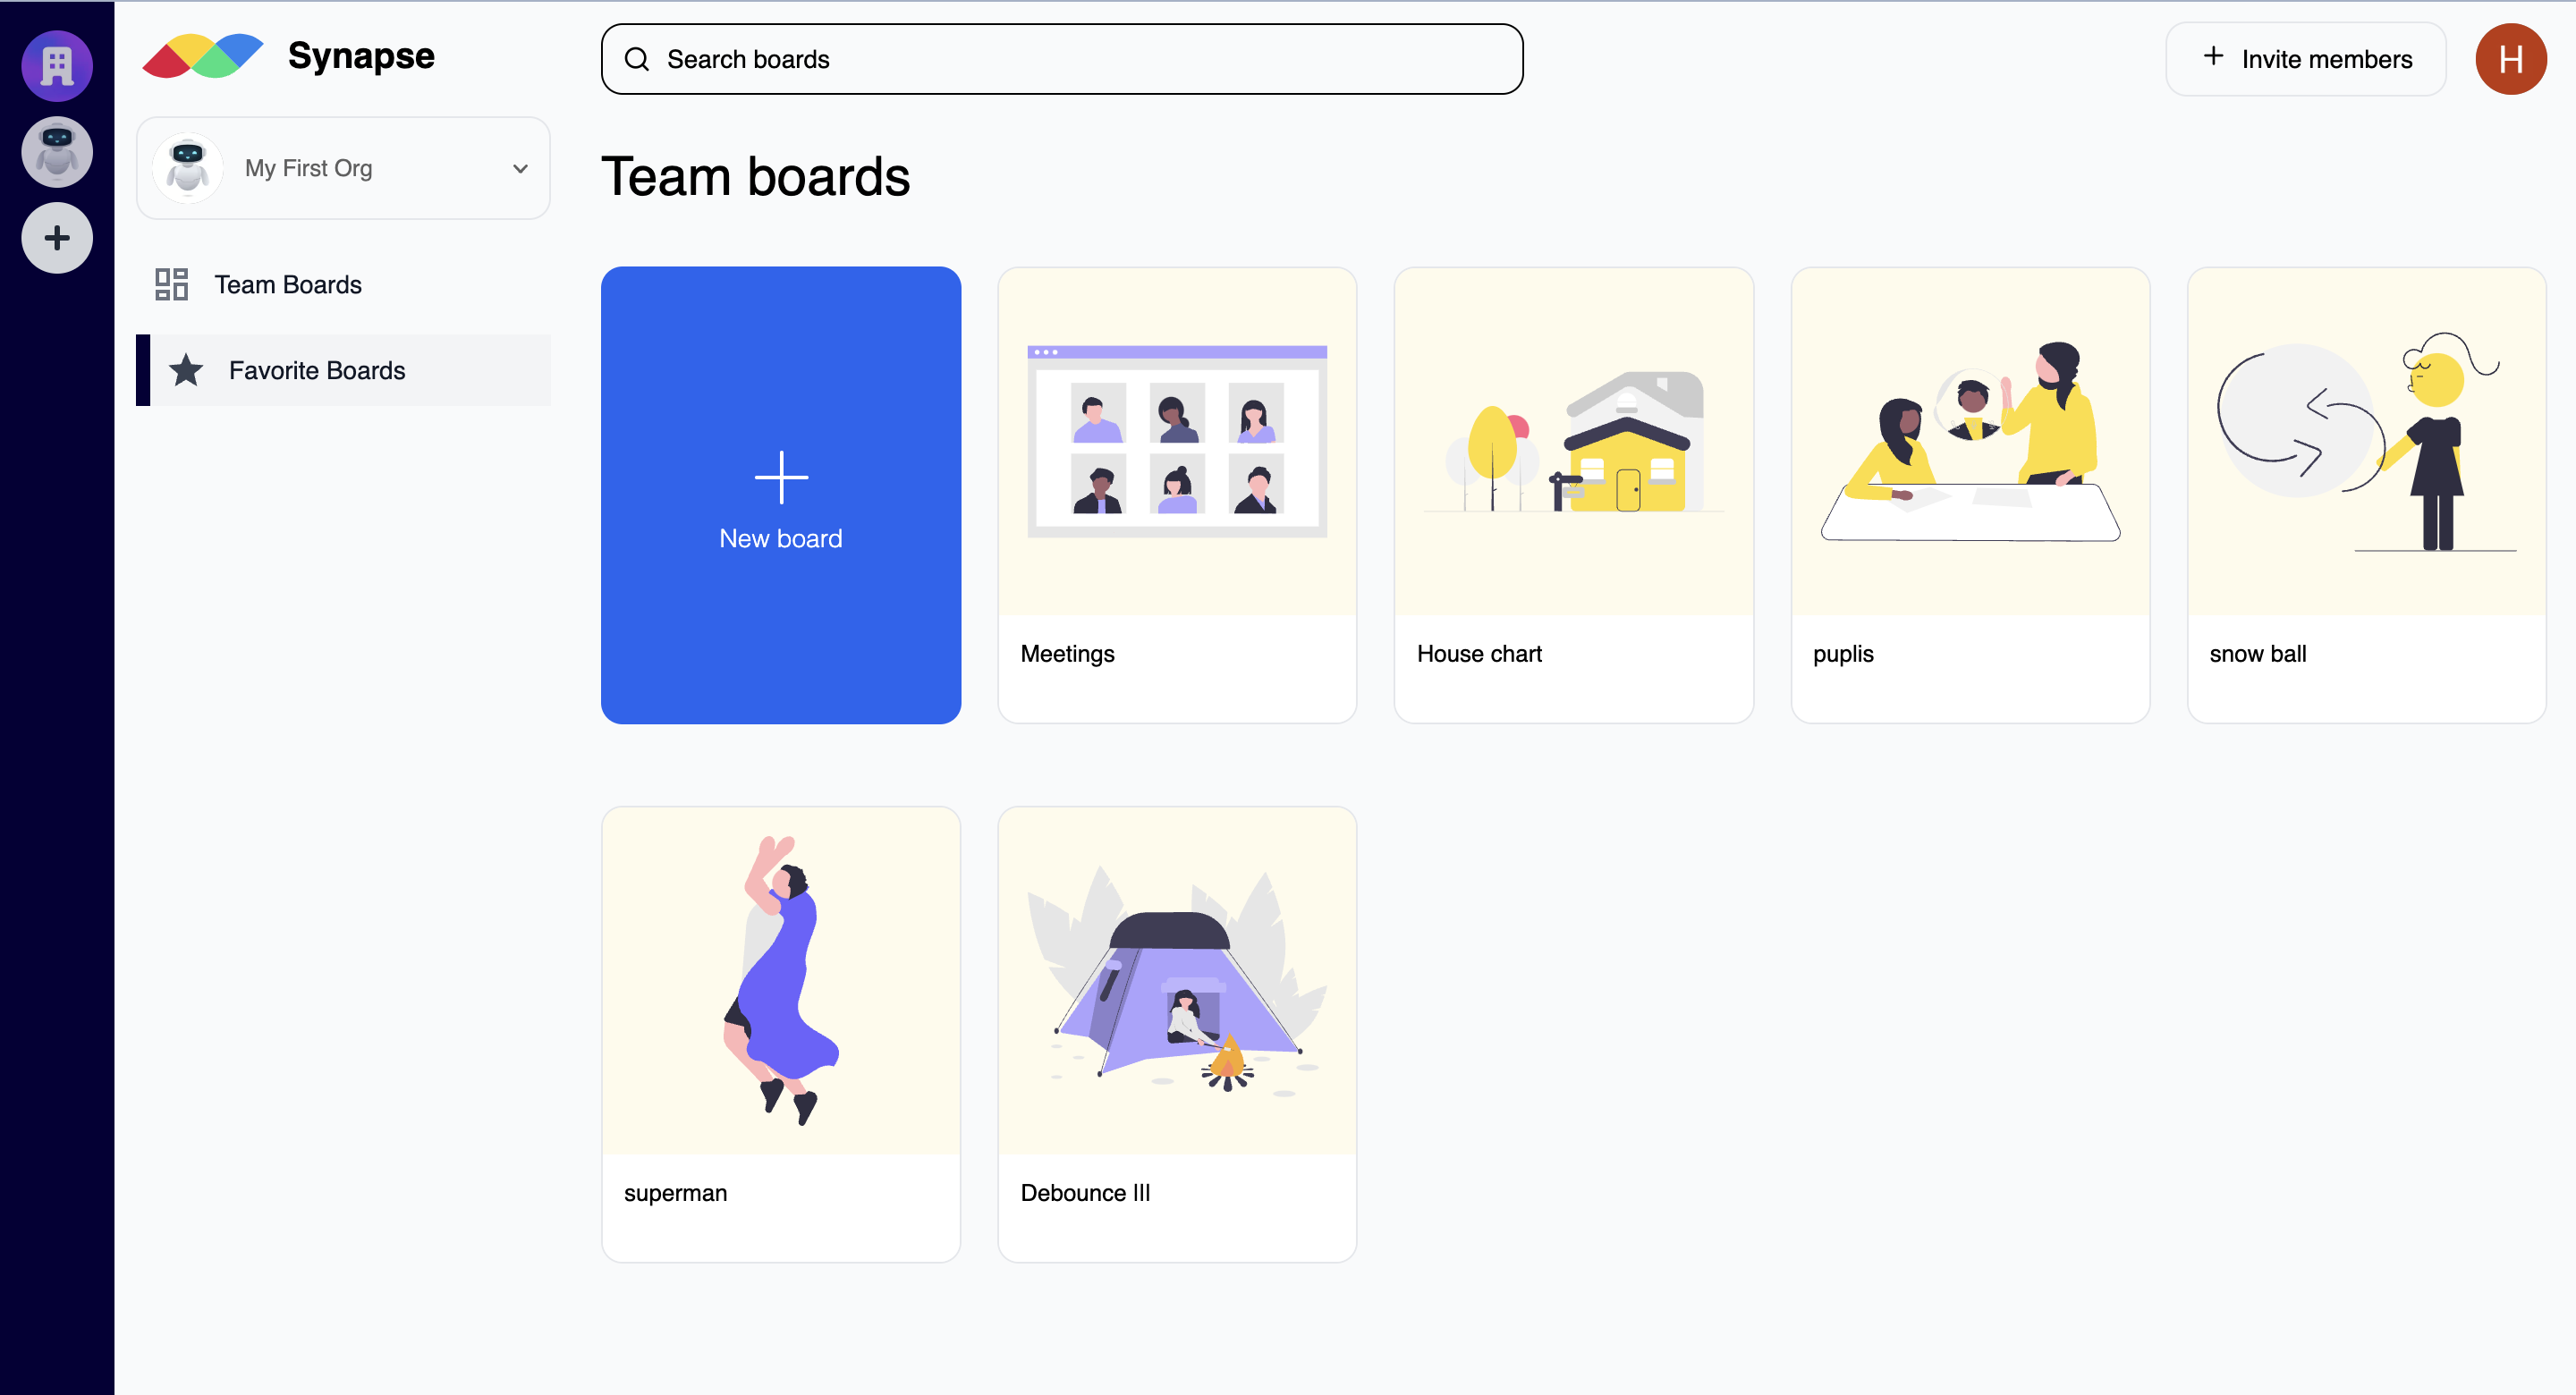 Synapse
Search boards
Invite members
H
My First Org
Team Boards
Favorite Boards
Team boards
New board
Meetings
House chart
puplis
snow ball
superman
Debounce lll